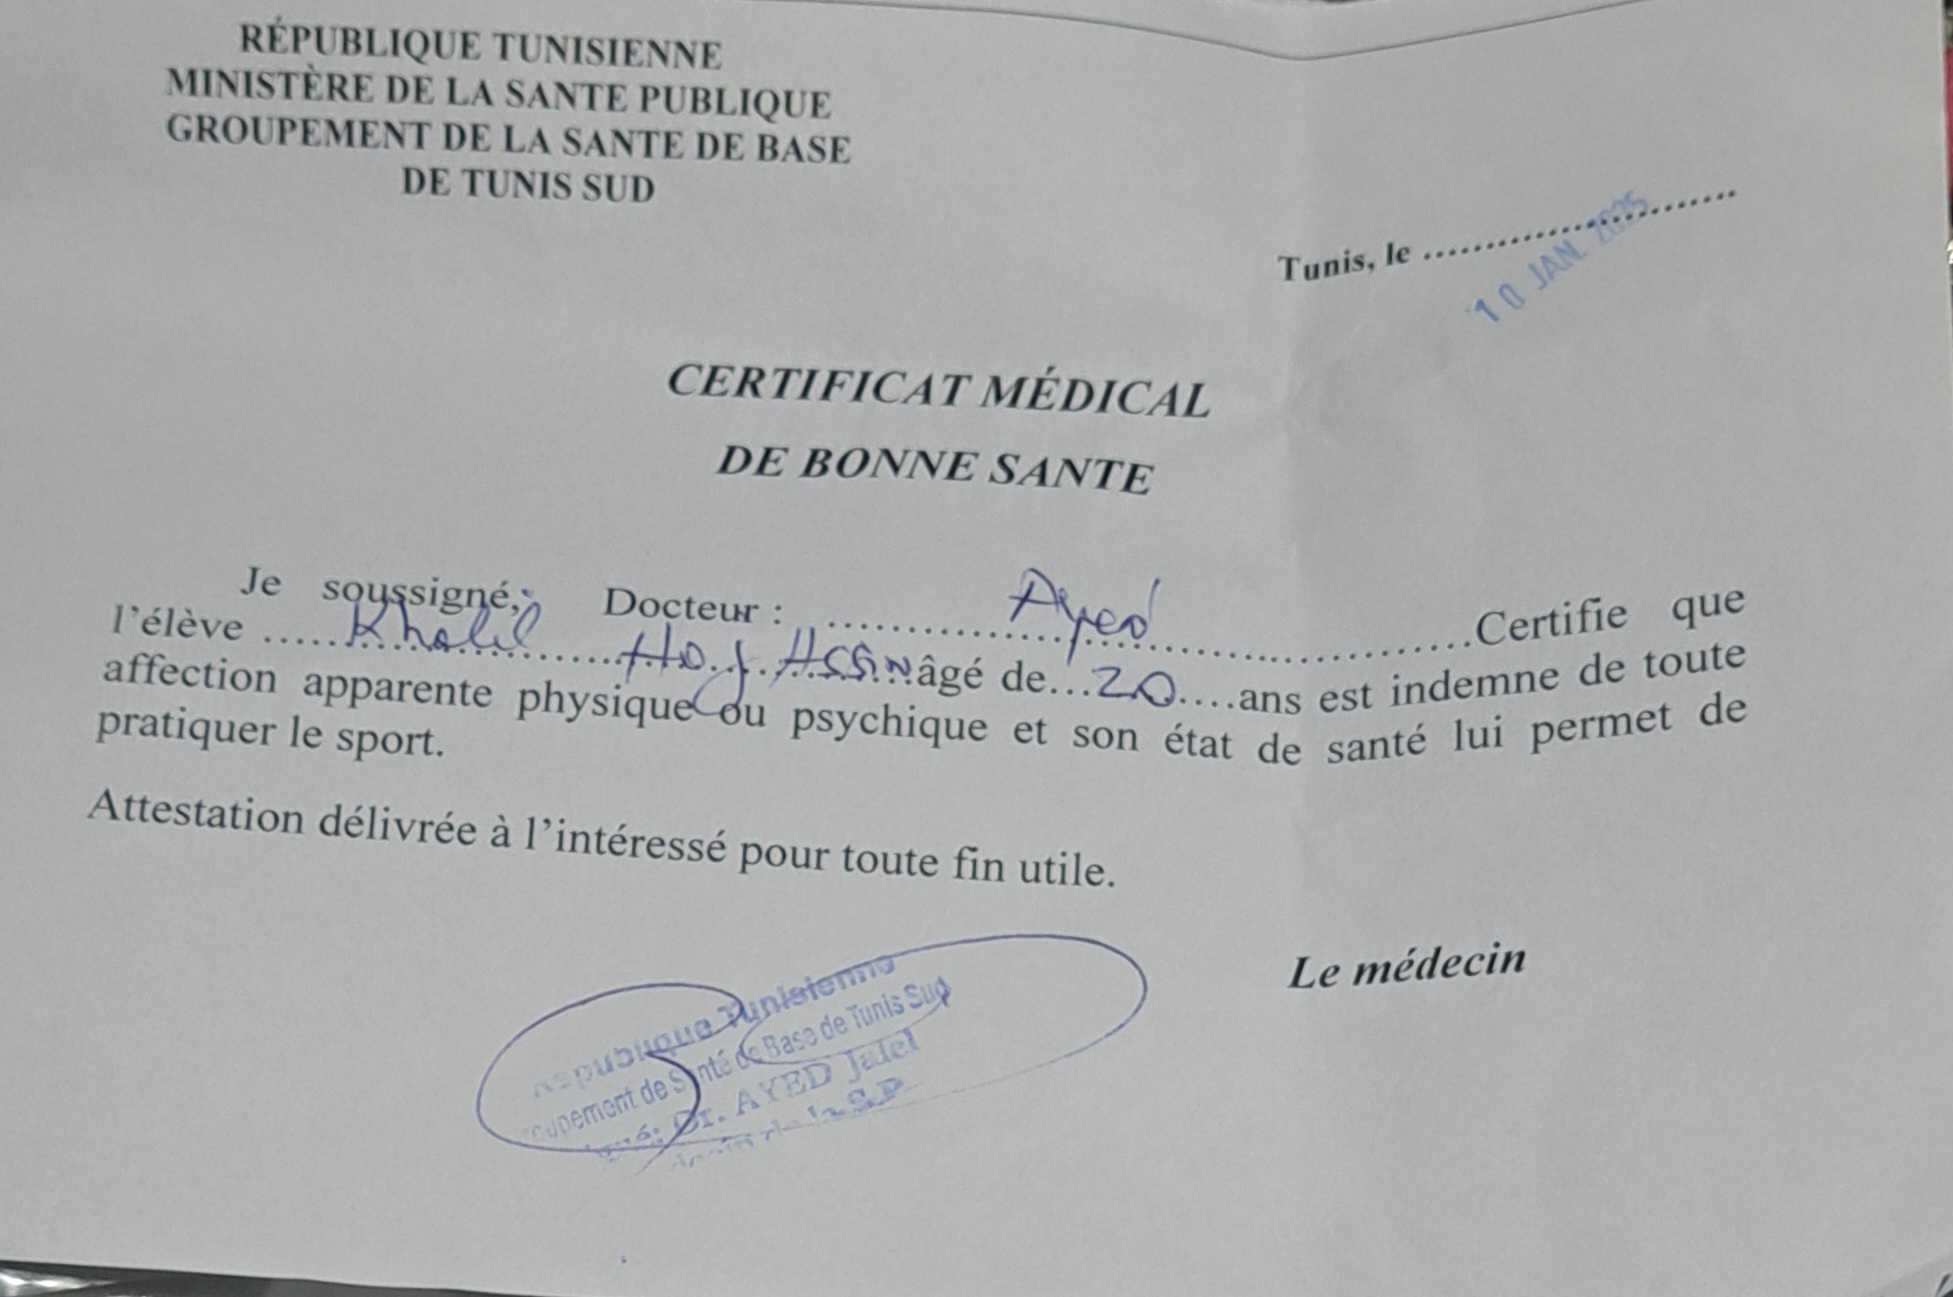 RÉPUBLIQUE TUNISIENNE
MINISTÈRE DE LA SANTE PUBLIQUE
GROUPEMENT DE LA SANTE DE BASE
DE TUNIS SUD
Tunis, le ..............................
10 JAN. 2025
CERTIFICAT MÉDICAL
DE BONNE SANTE
Je soussigné, Docteur : ............ Ayed ............Certifie que
l'élève ..... Khalil ...... Haj Assin âgé de...20....ans est indemne de toute
affection apparente physique ou psychique et son état de santé lui permet de
pratiquer le sport.
Attestation délivrée à l'intéressé pour toute fin utile.
Le médecin
République Tunisienne
de Santé de Base de Tunis Sud
Dr. AYED Jalel